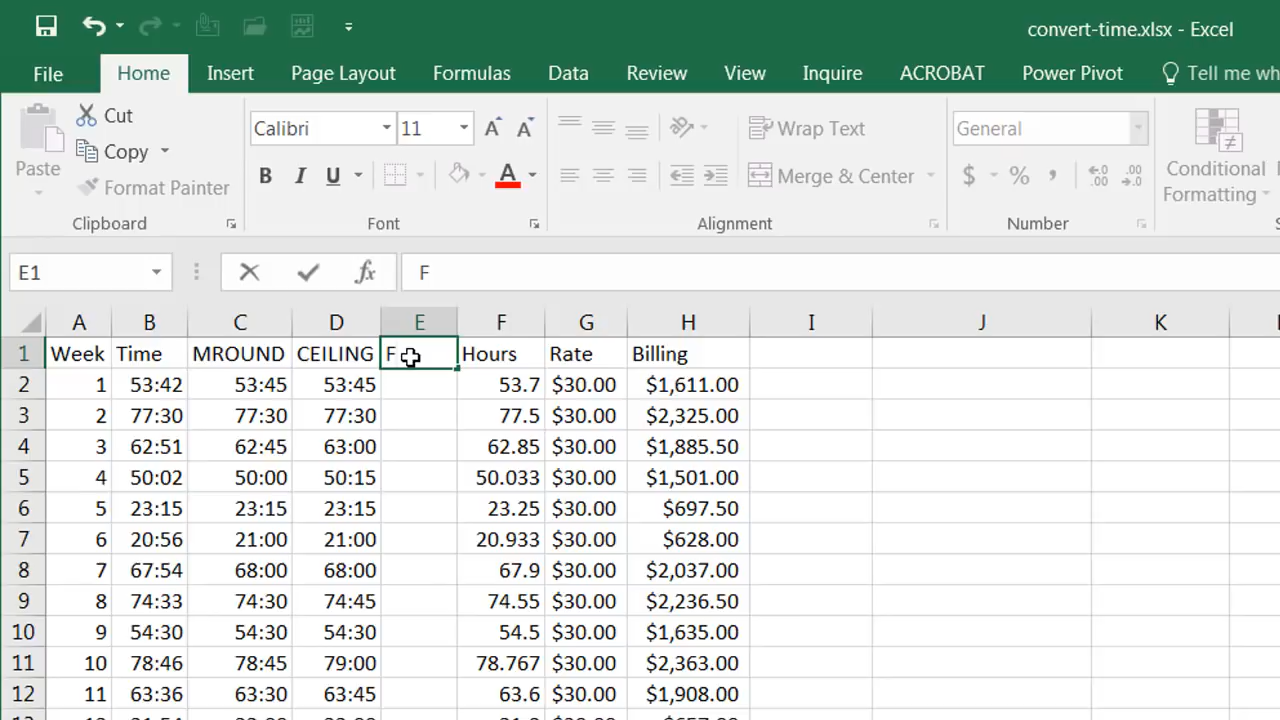 convert-time.xlsx - Excel
File Home Insert Page Layout Formulas Data Review View Inquire ACROBAT Power Pivot Tell me wh
Paste
Cut
Copy
Format Painter
Clipboard
Calibri 11 A A
B I U A
Font
Wrap Text
Merge & Center
Alignment
General
$ % , .0 .00 .00 .0
Number
Conditional
Formatting
E1 fx F
A B C D E F G H I J K
1 Week Time MROUND CEILING F Hours Rate Billing
2 1 53:42 53:45 53:45 53.7 $30.00 $1,611.00
3 2 77:30 77:30 77:30 77.5 $30.00 $2,325.00
4 3 62:51 62:45 63:00 62.85 $30.00 $1,885.50
5 4 50:02 50:00 50:15 50.033 $30.00 $1,501.00
6 5 23:15 23:15 23:15 23.25 $30.00 $697.50
7 6 20:56 21:00 21:00 20.933 $30.00 $628.00
8 7 67:54 68:00 68:00 67.9 $30.00 $2,037.00
9 8 74:33 74:30 74:45 74.55 $30.00 $2,236.50
10 9 54:30 54:30 54:30 54.5 $30.00 $1,635.00
11 10 78:46 78:45 79:00 78.767 $30.00 $2,363.00
12 11 63:36 63:30 63:45 63.6 $30.00 $1,908.00